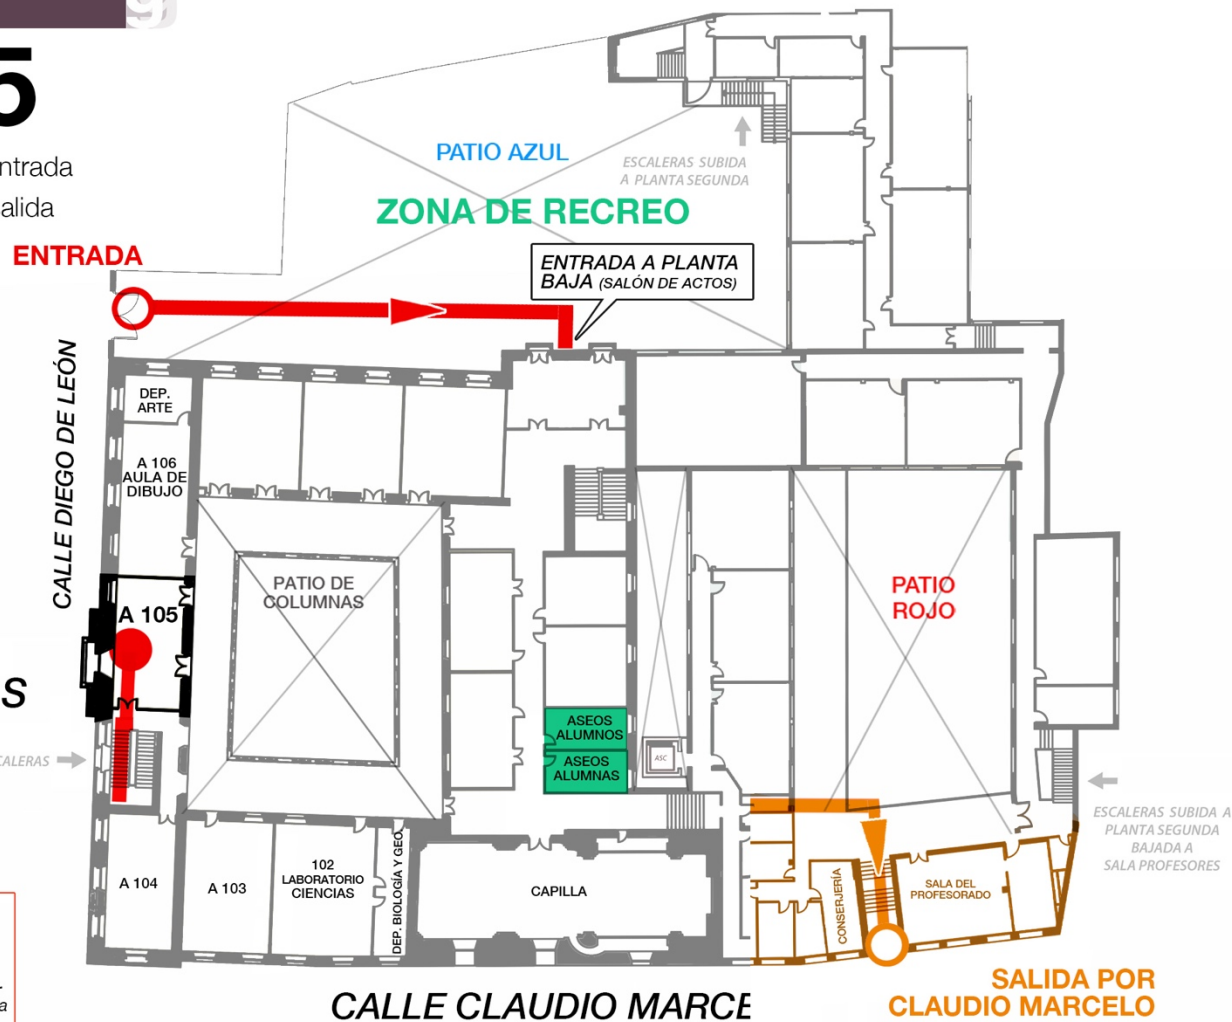 5
ntrada
alida
ENTRADA
PATIO AZUL
ESCALERAS SUBIDA
A PLANTA SEGUNDA
ZONA DE RECREO
ENTRADA A PLANTA
BAJA (SALÓN DE ACTOS)
CALLE DIEGO DE LEÓN
DEP.
ARTE
A 106
AULA DE
DIBUJO
PATIO DE
COLUMNAS
A 105
PATIO
ROJO
S
CALERAS
ASEOS
ALUMNOS
ASEOS
ALUMNAS
ASC
ESCALERAS SUBIDA A
PLANTA SEGUNDA
BAJADA A
SALA PROFESORES
A 104
A 103
102
LABORATORIO
CIENCIAS
DEP. BIOLOGÍA Y GEO.
CAPILLA
CONSERJERÍA
SALA DEL
PROFESORADO
SALIDA POR
CLAUDIO MARCELO
CALLE CLAUDIO MARCE
a